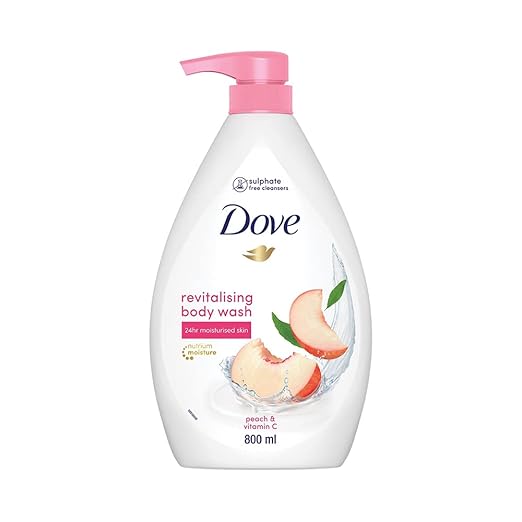 sulphate
free cleansers
Dove
revitalising
body wash
24hr moisturised skin
nutrium
moisture
peach &
vitamin C
800 ml